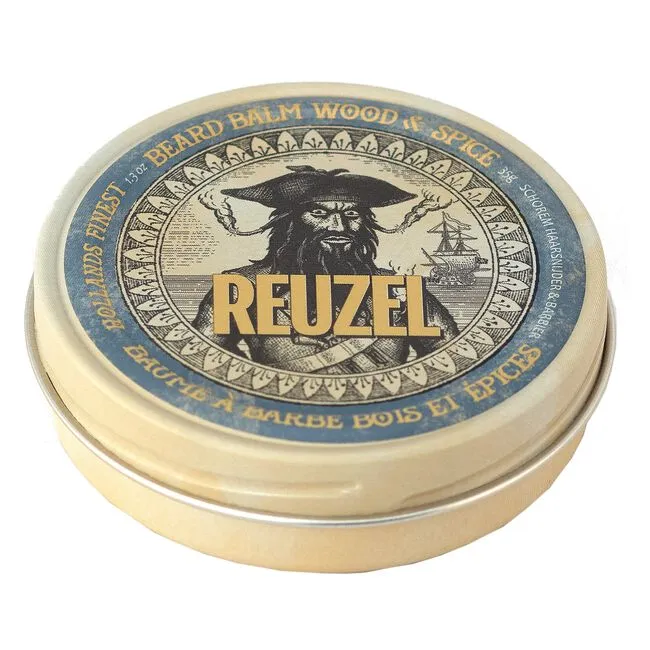 HOLLANDS FINEST
1.3 oz
BEARD BALM WOOD & SPICE
35g
SCHOREM HAARSNIJDER & BARBIER
REUZEL
BAUME À BARBE BOIS ET ÉPICES